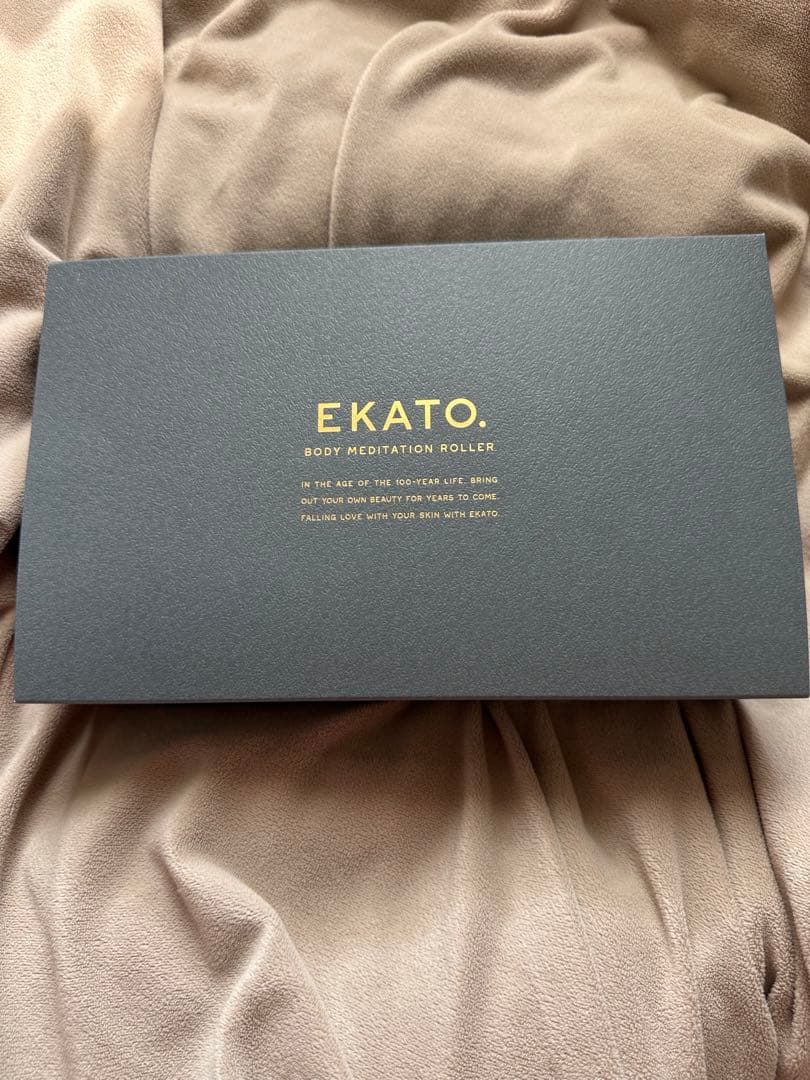 EKATO.
BODY MEDITATION ROLLER.
IN THE AGE OF THE 100-YEAR LIFE, BRING
OUT YOUR OWN BEAUTY FOR YEARS TO COME.
FALLING LOVE WITH YOUR SKIN WITH EKATO.